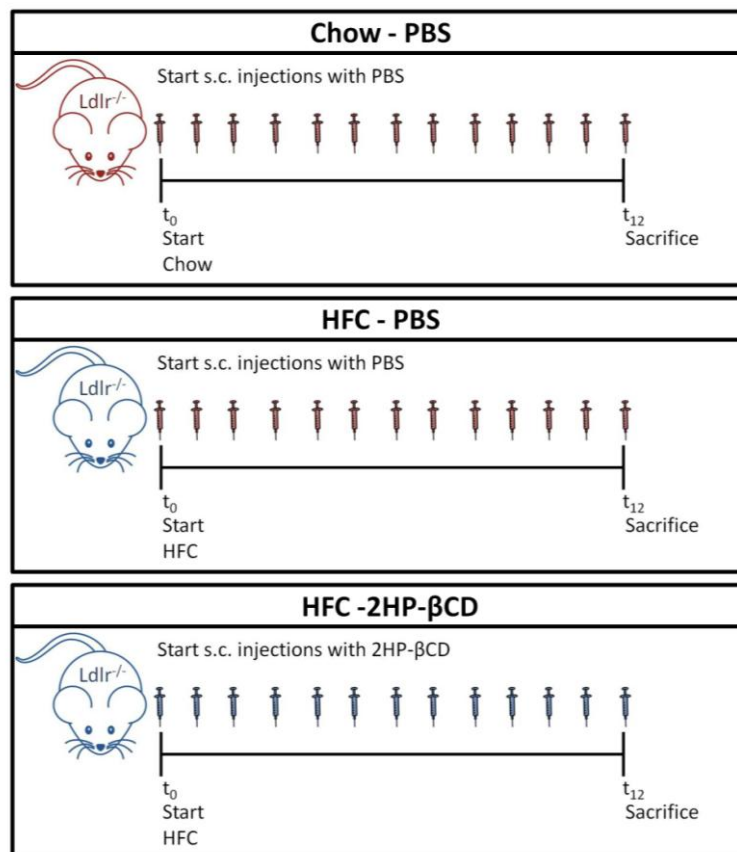 Chow - PBS
Start s.c. injections with PBS
Ldlr⁻/⁻
t₀
Start
Chow
t₁₂
Sacrifice
HFC - PBS
Start s.c. injections with PBS
Ldlr⁻/⁻
t₀
Start
HFC
t₁₂
Sacrifice
HFC -2HP-βCD
Start s.c. injections with 2HP-βCD
Ldlr⁻/⁻
t₀
Start
HFC
t₁₂
Sacrifice